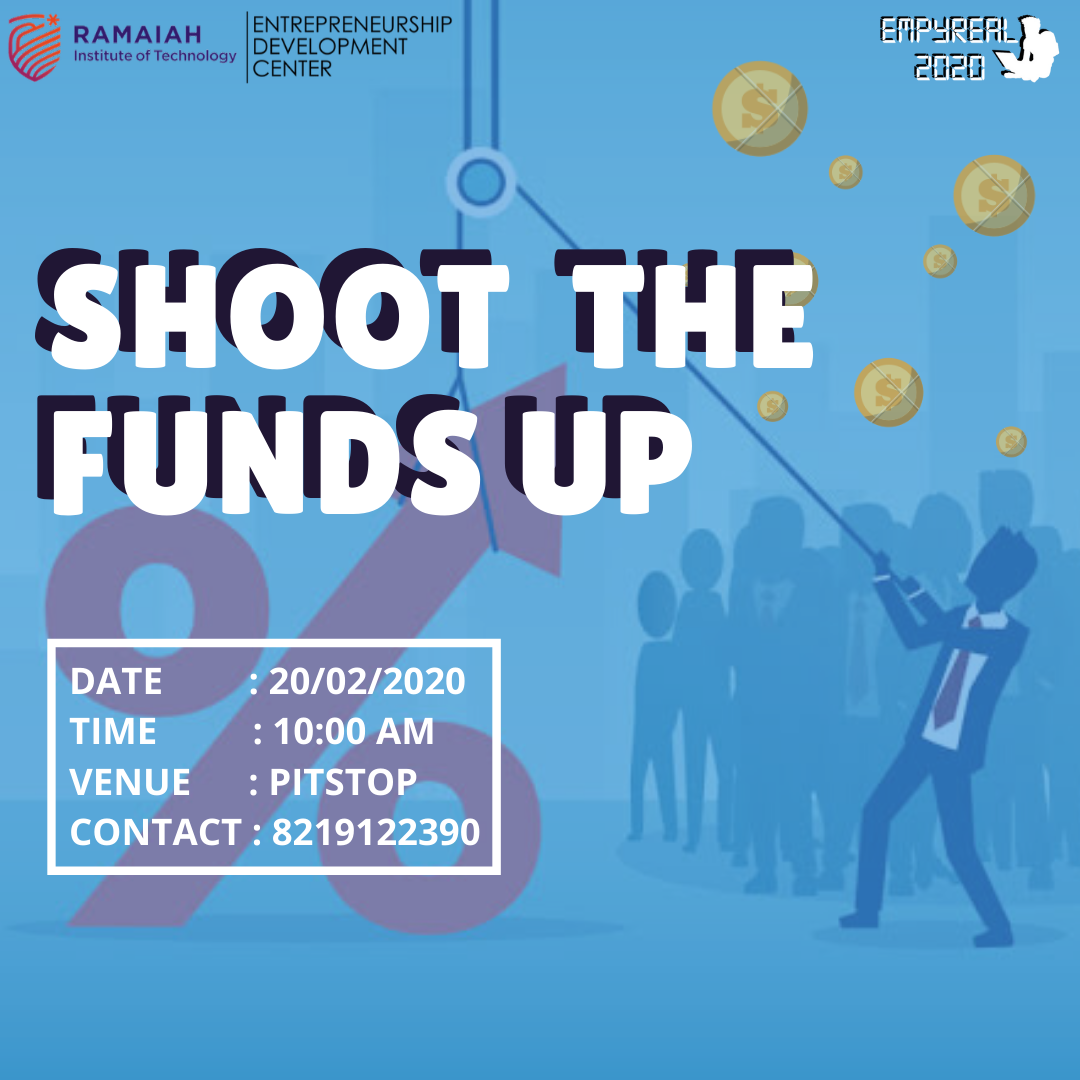 RAMAIAH
Institute of Technology
ENTREPRENEURSHIP
DEVELOPMENT
CENTER
EMPYREAL
2020
SHOOT THE
FUNDS UP
DATE : 20/02/2020
TIME : 10:00 AM
VENUE : PITSTOP
CONTACT : 8219122390